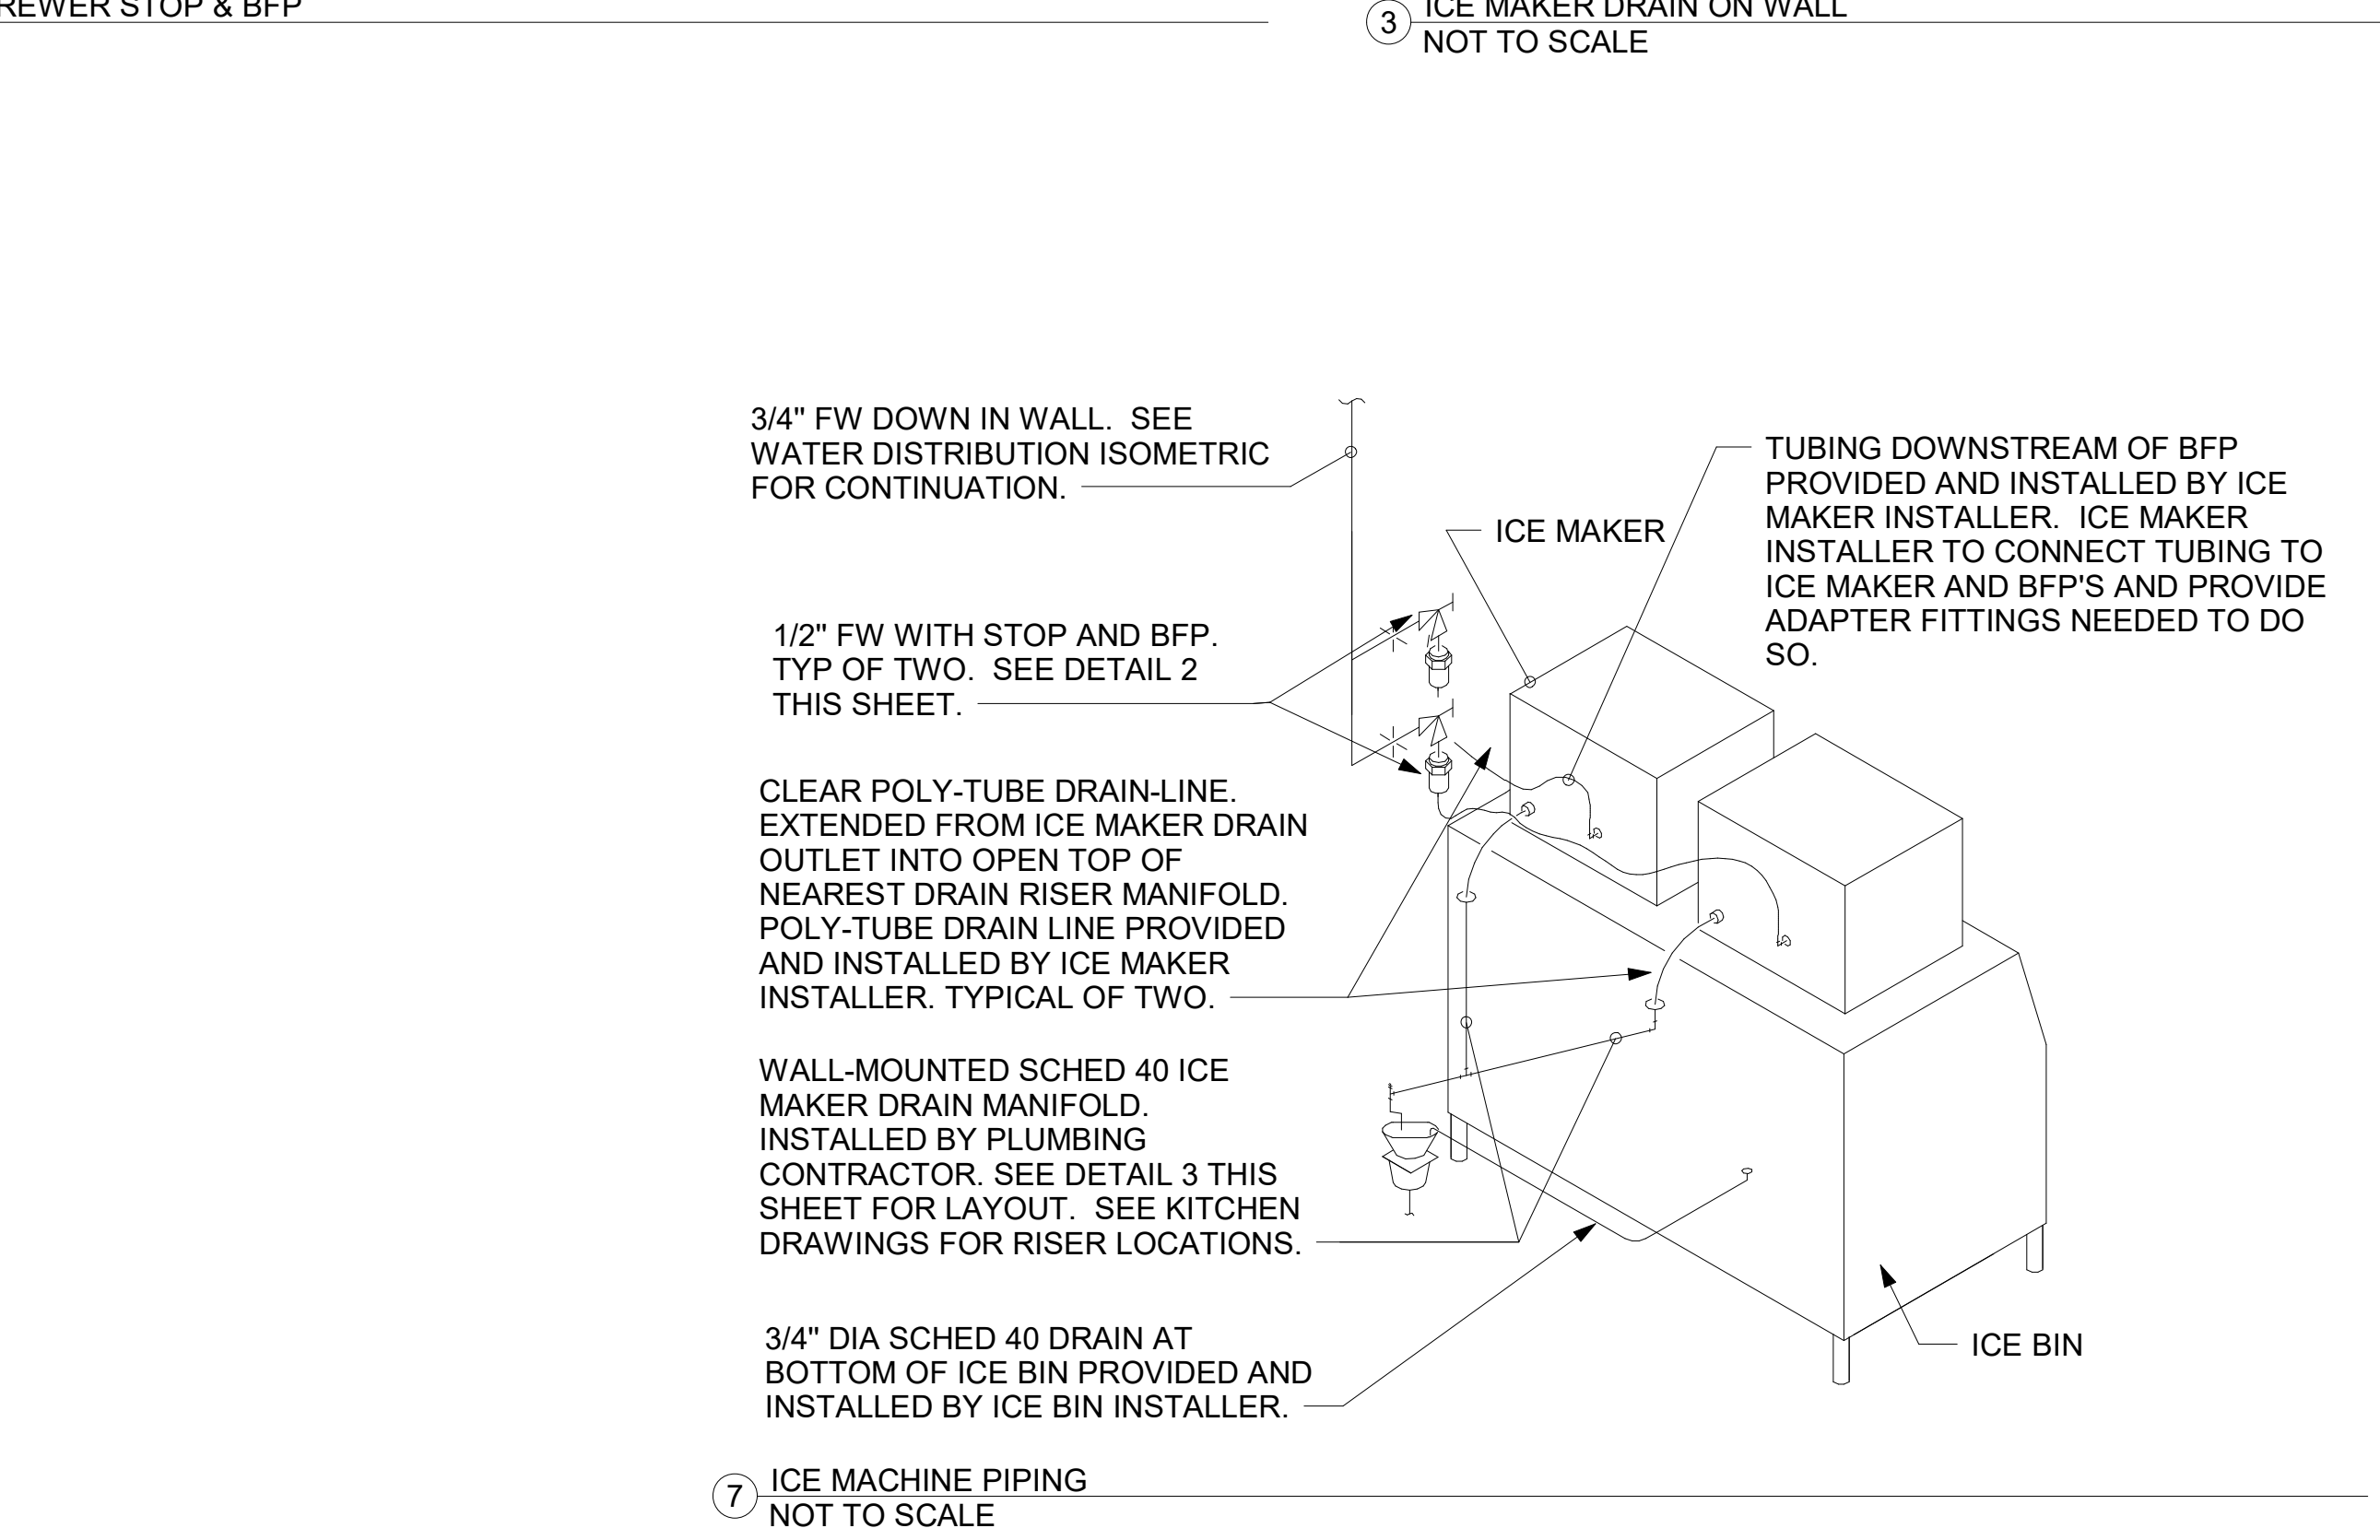 REWER STOP & BFP
3
ICE MAKER DRAIN ON WALL
NOT TO SCALE
3/4" FW DOWN IN WALL.  SEE
WATER DISTRIBUTION ISOMETRIC
FOR CONTINUATION.
TUBING DOWNSTREAM OF BFP
PROVIDED AND INSTALLED BY ICE
MAKER INSTALLER.  ICE MAKER
INSTALLER TO CONNECT TUBING TO
ICE MAKER AND BFP'S AND PROVIDE
ADAPTER FITTINGS NEEDED TO DO
SO.
ICE MAKER
1/2" FW WITH STOP AND BFP.
TYP OF TWO.  SEE DETAIL 2
THIS SHEET.
CLEAR POLY-TUBE DRAIN-LINE.
EXTENDED FROM ICE MAKER DRAIN
OUTLET INTO OPEN TOP OF
NEAREST DRAIN RISER MANIFOLD.
POLY-TUBE DRAIN LINE PROVIDED
AND INSTALLED BY ICE MAKER
INSTALLER. TYPICAL OF TWO.
WALL-MOUNTED SCHED 40 ICE
MAKER DRAIN MANIFOLD.
INSTALLED BY PLUMBING
CONTRACTOR. SEE DETAIL 3 THIS
SHEET FOR LAYOUT.  SEE KITCHEN
DRAWINGS FOR RISER LOCATIONS.
3/4" DIA SCHED 40 DRAIN AT
BOTTOM OF ICE BIN PROVIDED AND
INSTALLED BY ICE BIN INSTALLER.
ICE BIN
7
ICE MACHINE PIPING
NOT TO SCALE